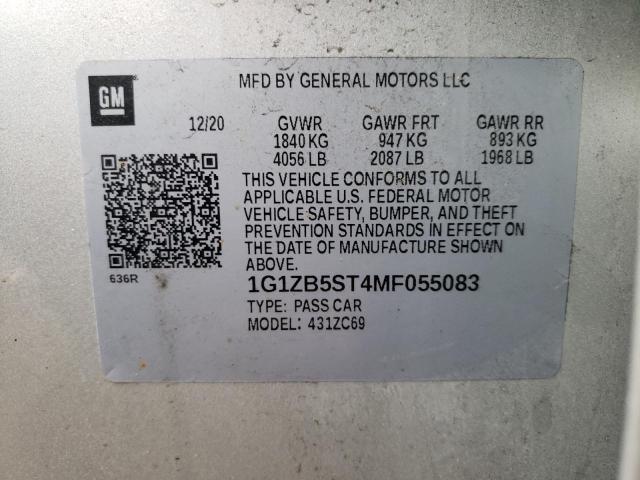 GM
MFD BY GENERAL MOTORS LLC
12/20 GVWR GAWR FRT GAWR RR
1840 KG 947 KG 893 KG
4056 LB 2087 LB 1968 LB
THIS VEHICLE CONFORMS TO ALL
APPLICABLE U.S. FEDERAL MOTOR
VEHICLE SAFETY, BUMPER, AND THEFT
PREVENTION STANDARDS IN EFFECT ON
THE DATE OF MANUFACTURE SHOWN
ABOVE.
636R
1G1ZB5ST4MF055083
TYPE: PASS CAR
MODEL: 431ZC69